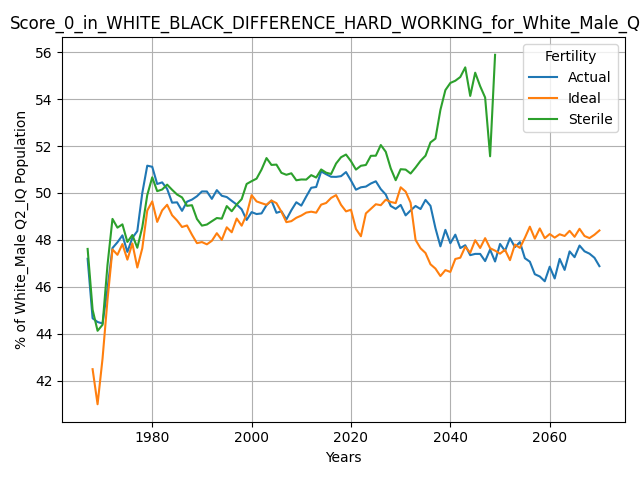 Score_0_in_WHITE_BLACK_DIFFERENCE_HARD_WORKING_for_White_Male_Q
56
54
52
50
48
46
44
42
% of White_Male Q2_IQ Population
Fertility
Actual
Ideal
Sterile
1980
2000
2020
2040
2060
Years